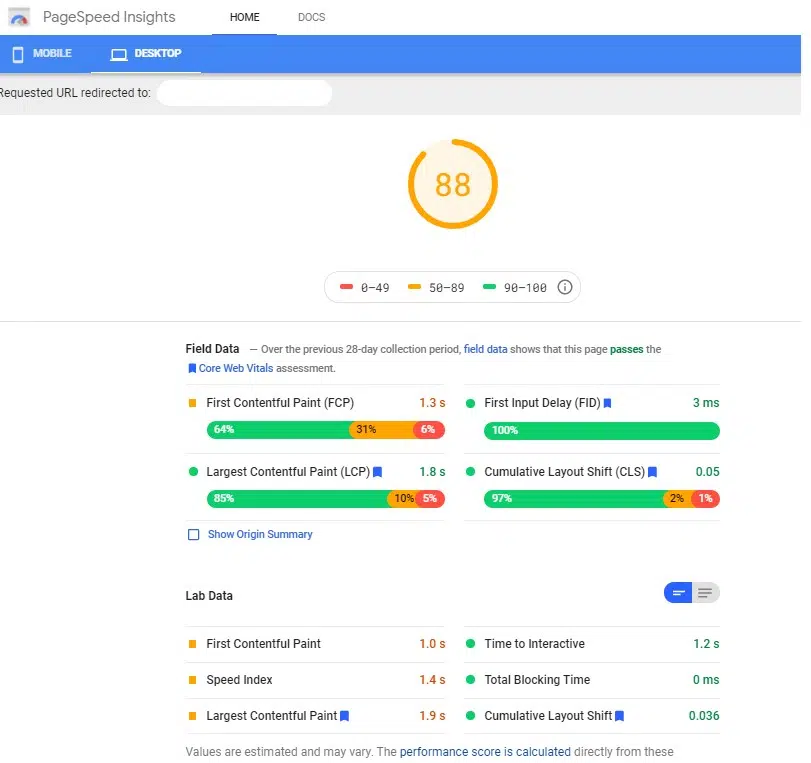 PageSpeed Insights HOME DOCS
MOBILE DESKTOP
Requested URL redirected to:
88
0–49 50–89 90–100
Field Data — Over the previous 28-day collection period, field data shows that this page passes the
Core Web Vitals assessment.
First Contentful Paint (FCP) 1.3 s First Input Delay (FID) 3 ms
64% 31% 6% 100%
Largest Contentful Paint (LCP) 1.8 s Cumulative Layout Shift (CLS) 0.05
85% 10% 5% 97% 2% 1%
Show Origin Summary
Lab Data
First Contentful Paint 1.0 s Time to Interactive 1.2 s
Speed Index 1.4 s Total Blocking Time 0 ms
Largest Contentful Paint 1.9 s Cumulative Layout Shift 0.036
Values are estimated and may vary. The performance score is calculated directly from these